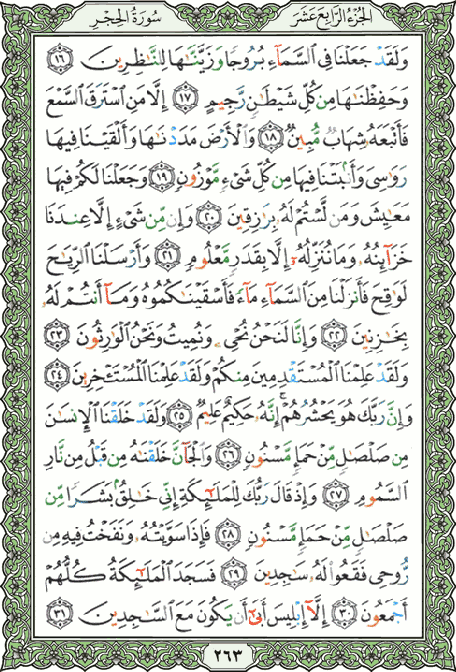 الجُزْءُ الرَّابِعَ عَشَرَ
سُورَةُ الحِجْرِ
وَلَقَدْ جَعَلْنَا فِى ٱلسَّمَآءِ بُرُوجًا وَزَيَّنَّـٰهَا لِلنَّـٰظِرِينَ ١٦
وَحَفِظْنَـٰهَا مِن كُلِّ شَيْطَـٰنٍ رَّجِيمٍ ١٧ إِلَّا مَنِ ٱسْتَرَقَ ٱلسَّمْعَ
فَأَتْبَعَهُۥ شِهَابٌ مُّبِينٌ ١٨ وَٱلْأَرْضَ مَدَدْنَـٰهَا وَأَلْقَيْنَا فِيهَا
رَوَٰسِىَ وَأَنۢبَتْنَا فِيهَا مِن كُلِّ شَىْءٍ مَّوْزُونٍ ١٩ وَجَعَلْنَا لَكُمْ فِيهَا
مَعَـٰيِشَ وَمَن لَّسْتُمْ لَهُۥ بِرَٰزِقِينَ ٢٠ وَإِن مِّن شَىْءٍ إِلَّا عِندَنَا
خَزَآئِنُهُۥ وَمَا نُنَزِّلُهُۥٓ إِلَّا بِقَدَرٍ مَّعْلُومٍ ٢١ وَأَرْسَلْنَا ٱلرِّيَـٰحَ
لَوَٰقِحَ فَأَنزَلْنَا مِنَ ٱلسَّمَآءِ مَآءً فَأَسْقَيْنَـٰكُمُوهُ وَمَآ أَنتُمْ لَهُۥ
بِخَـٰزِنِينَ ٢٢ وَإِنَّا لَنَحْنُ نُحْىِۦ وَنُمِيتُ وَنَحْنُ ٱلْوَٰرِثُونَ ٢٣
وَلَقَدْ عَلِمْنَا ٱلْمُسْتَقْدِمِينَ مِنكُمْ وَلَقَدْ عَلِمْنَا ٱلْمُسْتَـْٔخِرِينَ ٢٤
وَإِنَّ رَبَّكَ هُوَ يَحْشُرُهُمْ ۚ إِنَّهُۥ حَكِيمٌ عَلِيمٌ ٢٥ وَلَقَدْ خَلَقْنَا ٱلْإِنسَـٰنَ
مِن صَلْصَـٰلٍ مِّنْ حَمَإٍ مَّسْنُونٍ ٢٦ وَٱلْجَآنَّ خَلَقْنَـٰهُ مِن قَبْلُ مِن نَّارِ
ٱلسَّمُومِ ٢٧ وَإِذْ قَالَ رَبُّكَ لِلْمَلَـٰٓئِكَةِ إِنِّى خَـٰلِقٌۢ بَشَرًا مِّن
صَلْصَـٰلٍ مِّنْ حَمَإٍ مَّسْنُونٍ ٢٨ فَإِذَا سَوَّيْتُهُۥ وَنَفَخْتُ فِيهِ مِن
رُّوحِى فَقَعُوا۟ لَهُۥ سَـٰجِدِينَ ٢٩ فَسَجَدَ ٱلْمَلَـٰٓئِكَةُ كُلُّهُمْ
أَجْمَعُونَ ٣٠ إِلَّآ إِبْلِيسَ أَبَىٰٓ أَن يَكُونَ مَعَ ٱلسَّـٰجِدِينَ ٣١
٢٦٣